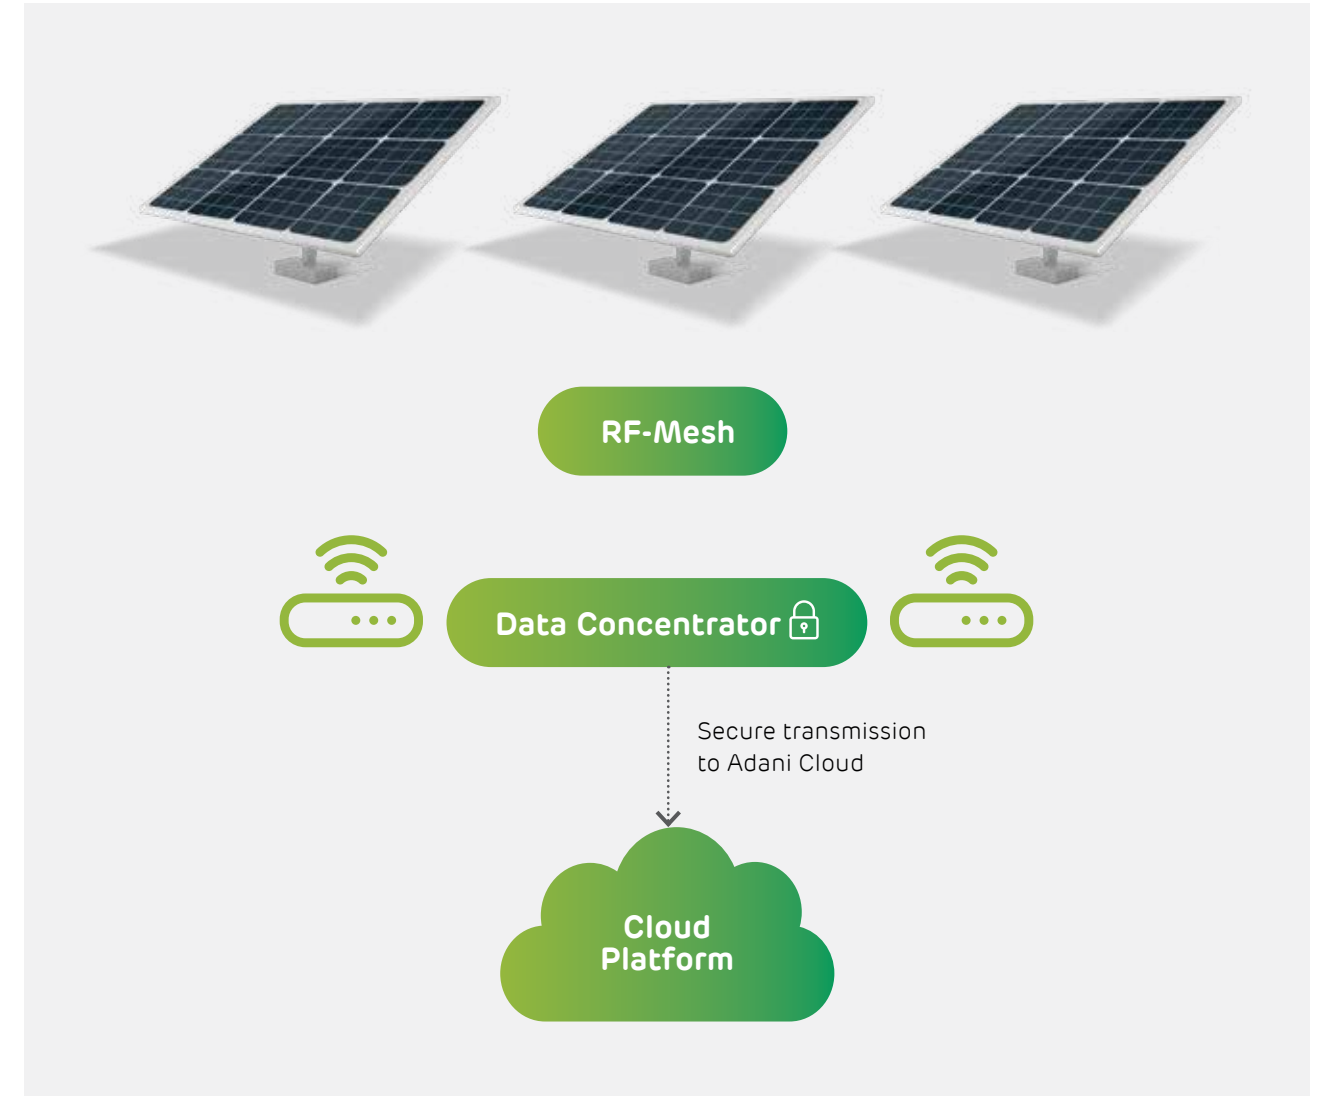 RF-Mesh
Data Concentrator
Secure transmission
to Adani Cloud
Cloud
Platform